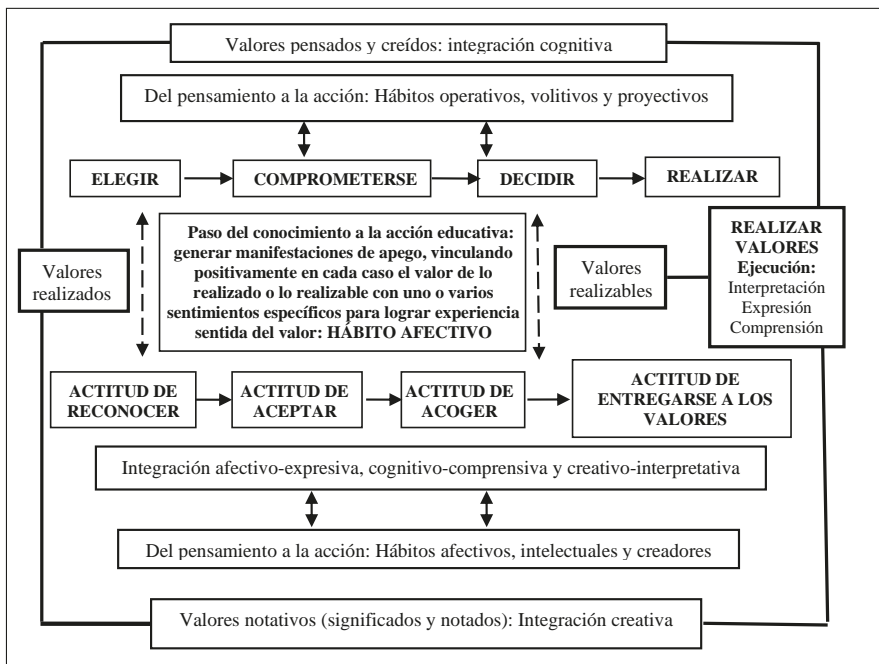 Valores pensados y creídos: integración cognitiva
Del pensamiento a la acción: Hábitos operativos, volitivos y proyectivos
ELEGIR
COMPROMETERSE
DECIDIR
REALIZAR
Valores
realizados
Paso del conocimiento a la acción educativa:
generar manifestaciones de apego, vinculando
positivamente en cada caso el valor de lo
realizado o lo realizable con uno o varios
sentimientos específicos para lograr experiencia
sentida del valor: HÁBITO AFECTIVO
Valores
realizables
REALIZAR
VALORES
Ejecución:
Interpretación
Expresión
Comprensión
ACTITUD DE
RECONOCER
ACTITUD DE
ACEPTAR
ACTITUD DE
ACOGER
ACTITUD DE
ENTREGARSE A LOS
VALORES
Integración afectivo-expresiva, cognitivo-comprensiva y creativo-interpretativa
Del pensamiento a la acción: Hábitos afectivos, intelectuales y creadores
Valores notativos (significados y notados): Integración creativa